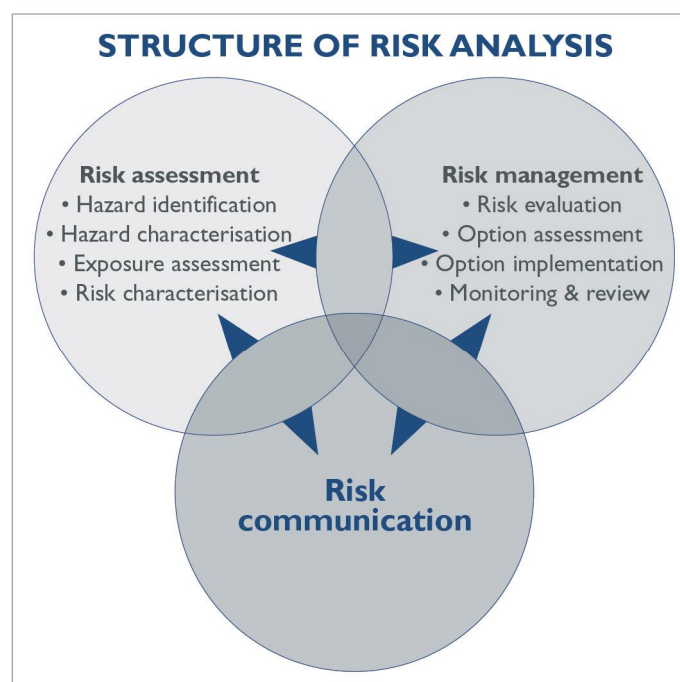 STRUCTURE OF RISK ANALYSIS
Risk assessment
• Hazard identification
• Hazard characterisation
• Exposure assessment
• Risk characterisation
Risk management
• Risk evaluation
• Option assessment
• Option implementation
• Monitoring & review
Risk
communication